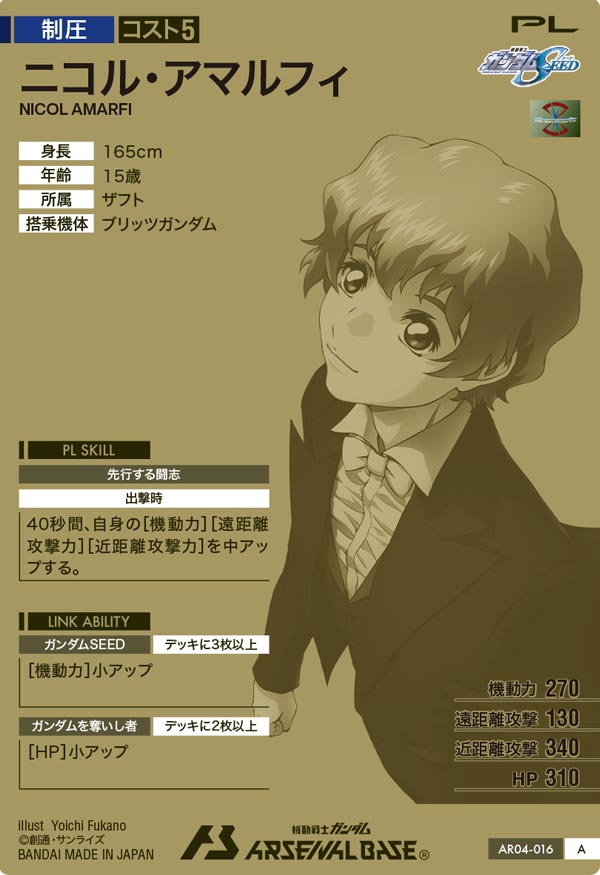 制圧 コスト5 PL
ニコル・アマルフィ
NICOL AMARFI
機動戦士 ガンダム SEED
身長 165cm
年齢 15歳
所属 ザフト
搭乗機体 ブリッツガンダム
PL SKILL
先行する闘志
出撃時
40秒間、自身の[機動力][遠距離
攻撃力][近距離攻撃力]を中アッ
プする。
LINK ABILITY
ガンダムSEED デッキに3枚以上
[機動力]小アップ
ガンダムを奪いし者 デッキに2枚以上
[HP]小アップ
機動力 270
遠距離攻撃 130
近距離攻撃 340
HP 310
illust Yoichi Fukano
©創通・サンライズ
BANDAI MADE IN JAPAN
機動戦士ガンダム
ARSENAL BASE®
AR04-016 A